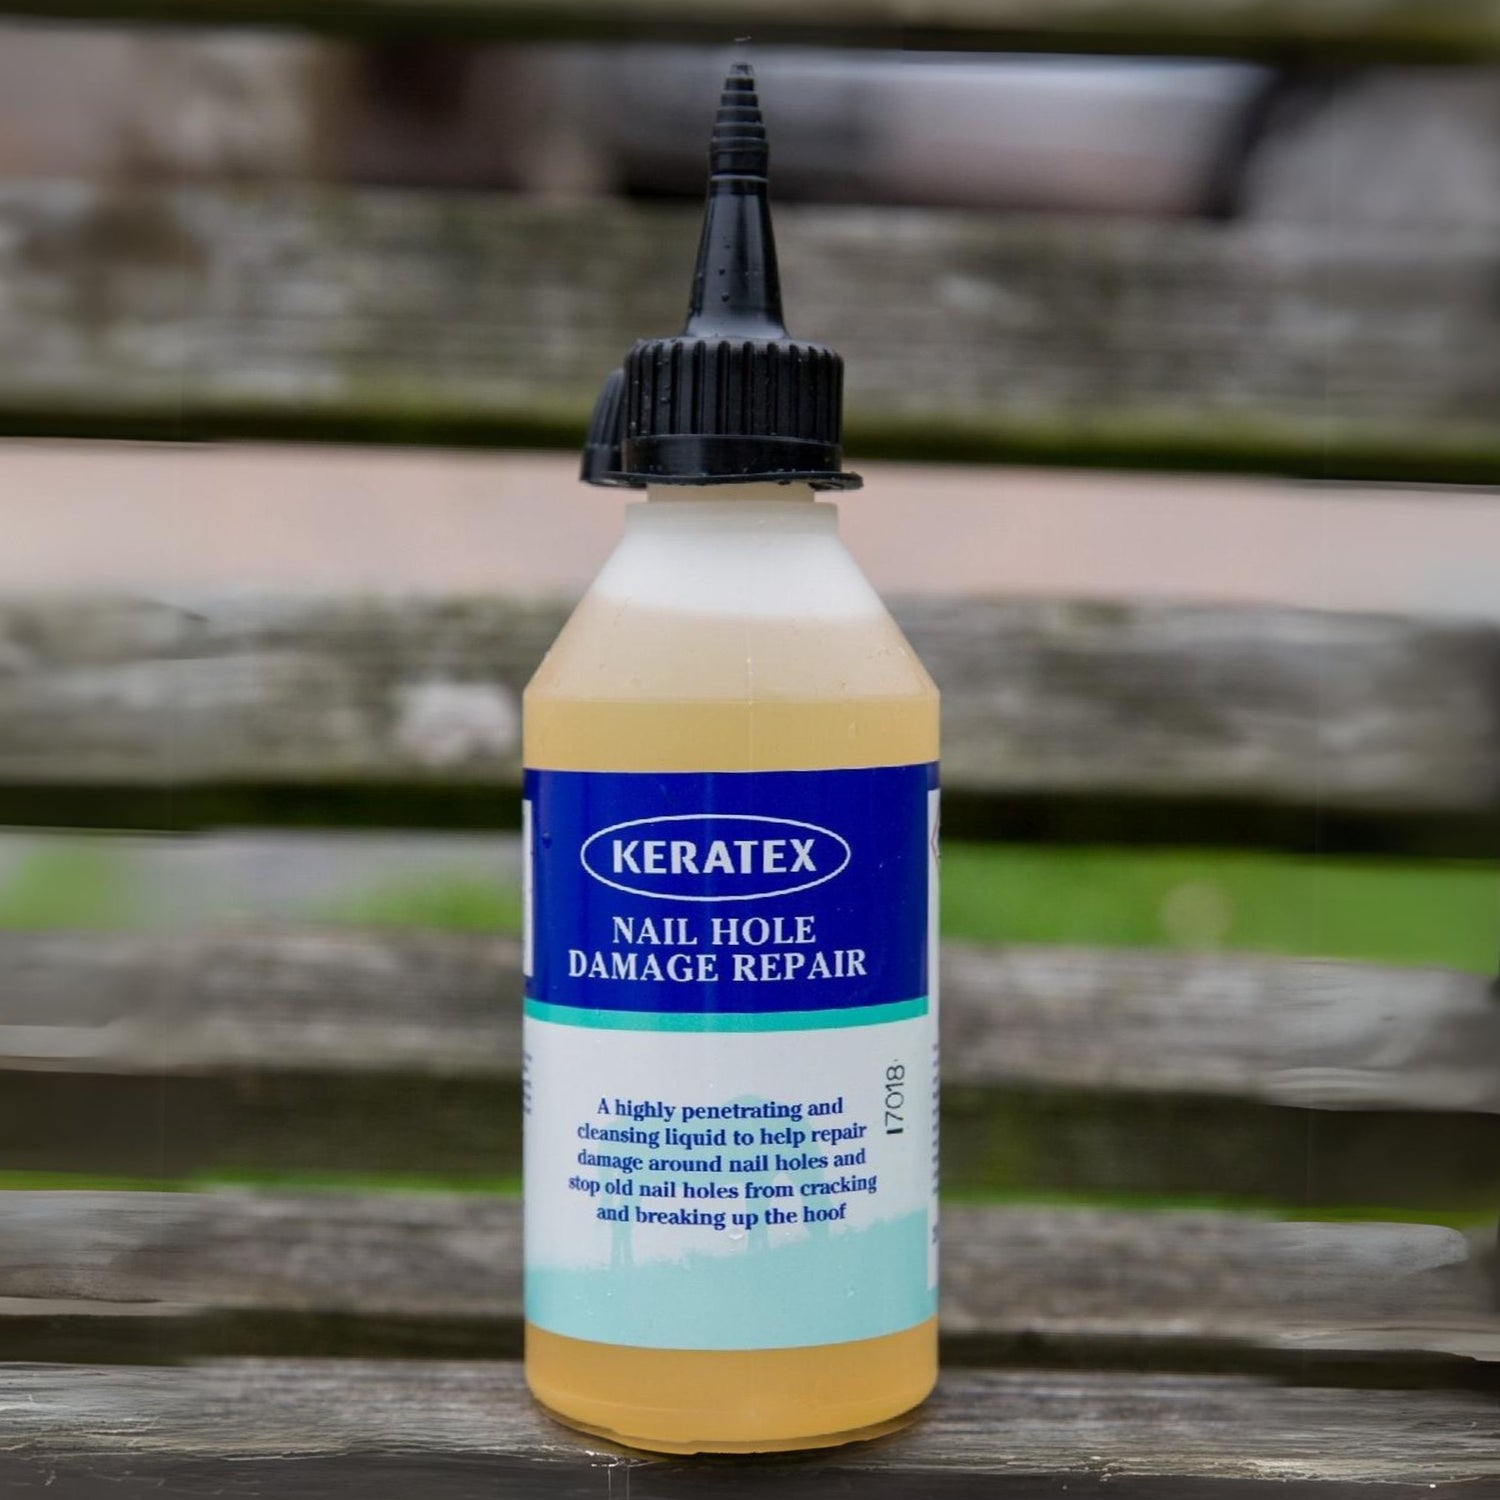 KERATEX
NAIL HOLE
DAMAGE REPAIR
A highly penetrating and
cleansing liquid to help repair
damage around nail holes and
stop old nail holes from cracking
and breaking up the hoof
17018